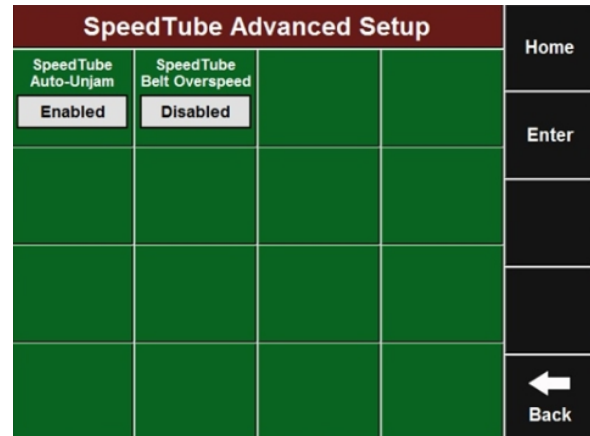 SpeedTube Advanced Setup
Home
SpeedTube
Auto-Unjam
Enabled
SpeedTube
Belt Overspeed
Disabled
Enter
Back